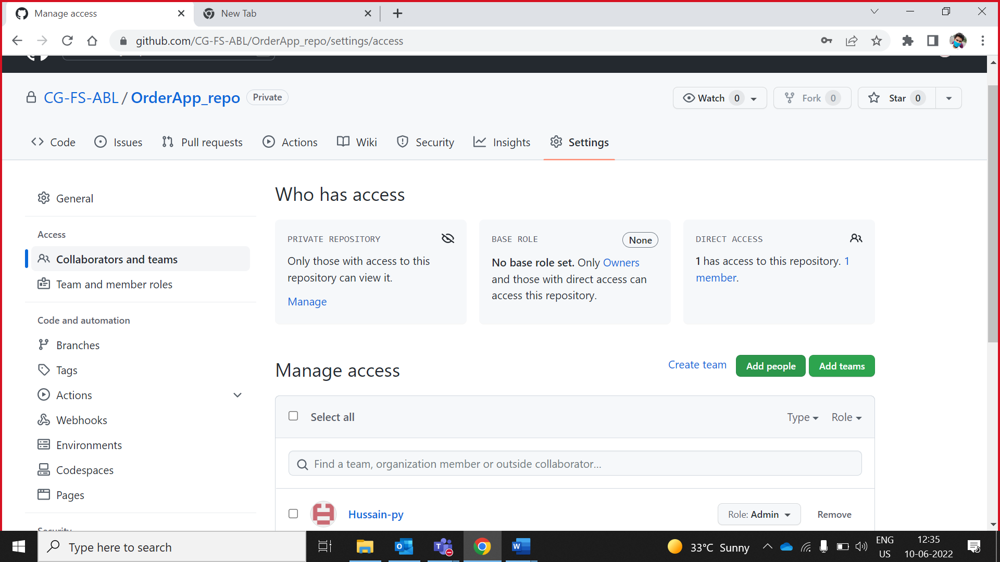 Manage access
New Tab
github.com/CG-FS-ABL/OrderApp_repo/settings/access
CG-FS-ABL / OrderApp_repo Private
Watch 0
Fork 0
Star 0
Code
Issues
Pull requests
Actions
Wiki
Security
Insights
Settings
General
Access
Collaborators and teams
Team and member roles
Code and automation
Branches
Tags
Actions
Webhooks
Environments
Codespaces
Pages
Security
Who has access
PRIVATE REPOSITORY
Only those with access to this
repository can view it.
Manage
BASE ROLE
None
No base role set. Only Owners
and those with direct access can
access this repository.
DIRECT ACCESS
1 has access to this repository. 1
member.
Manage access
Create team
Add people
Add teams
Select all
Type
Role
Find a team, organization member or outside collaborator...
Hussain-py
Role: Admin
Remove
Type here to search
33°C Sunny
ENG
US
12:35
10-06-2022